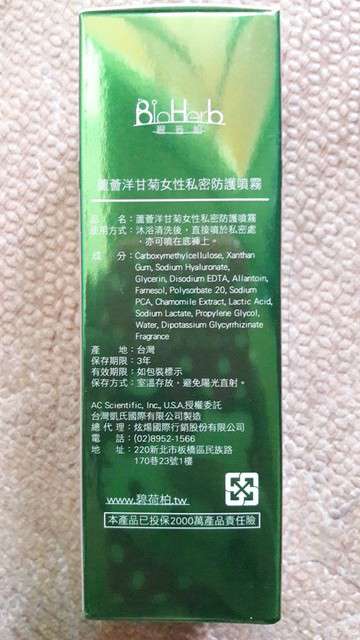 BioHerb
碧荷柏
蘆薈洋甘菊女性私密防護噴霧
品　名：蘆薈洋甘菊女性私密防護噴霧
使用方式：沐浴清洗後，直接噴於私密處
，亦可噴在底褲上。
成　分：Carboxymethylcellulose, Xanthan
Gum, Sodium Hyaluronate,
Glycerin, Disodium EDTA, Allantoin,
Farnesol, Polysorbate 20, Sodium
PCA, Chamomile Extract, Lactic Acid,
Sodium Lactate, Propylene Glycol,
Water, Dipotassium Glycyrrhizinate
Fragrance
產　地：台灣
保存期限：3年
有效期限：如包裝標示
保存方式：室溫存放，避免陽光直射。
AC Scientific, Inc., U.S.A.授權委託
台灣凱氏國際有限公司製造
總 代 理：炫煬國際行銷股份有限公司
電　話：(02)8952-1566
地　址：220新北市板橋區民族路
170巷23號1樓
www.碧荷柏.tw
本產品已投保2000萬產品責任險